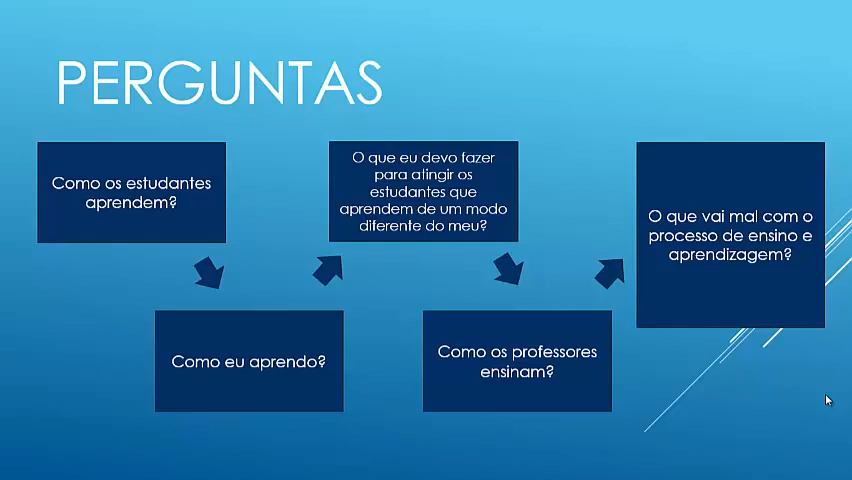 PERGUNTAS
Como os estudantes
aprendem?
Como eu aprendo?
O que eu devo fazer
para atingir os
estudantes que
aprendem de um modo
diferente do meu?
Como os professores
ensinam?
O que vai mal com o
processo de ensino e
aprendizagem?